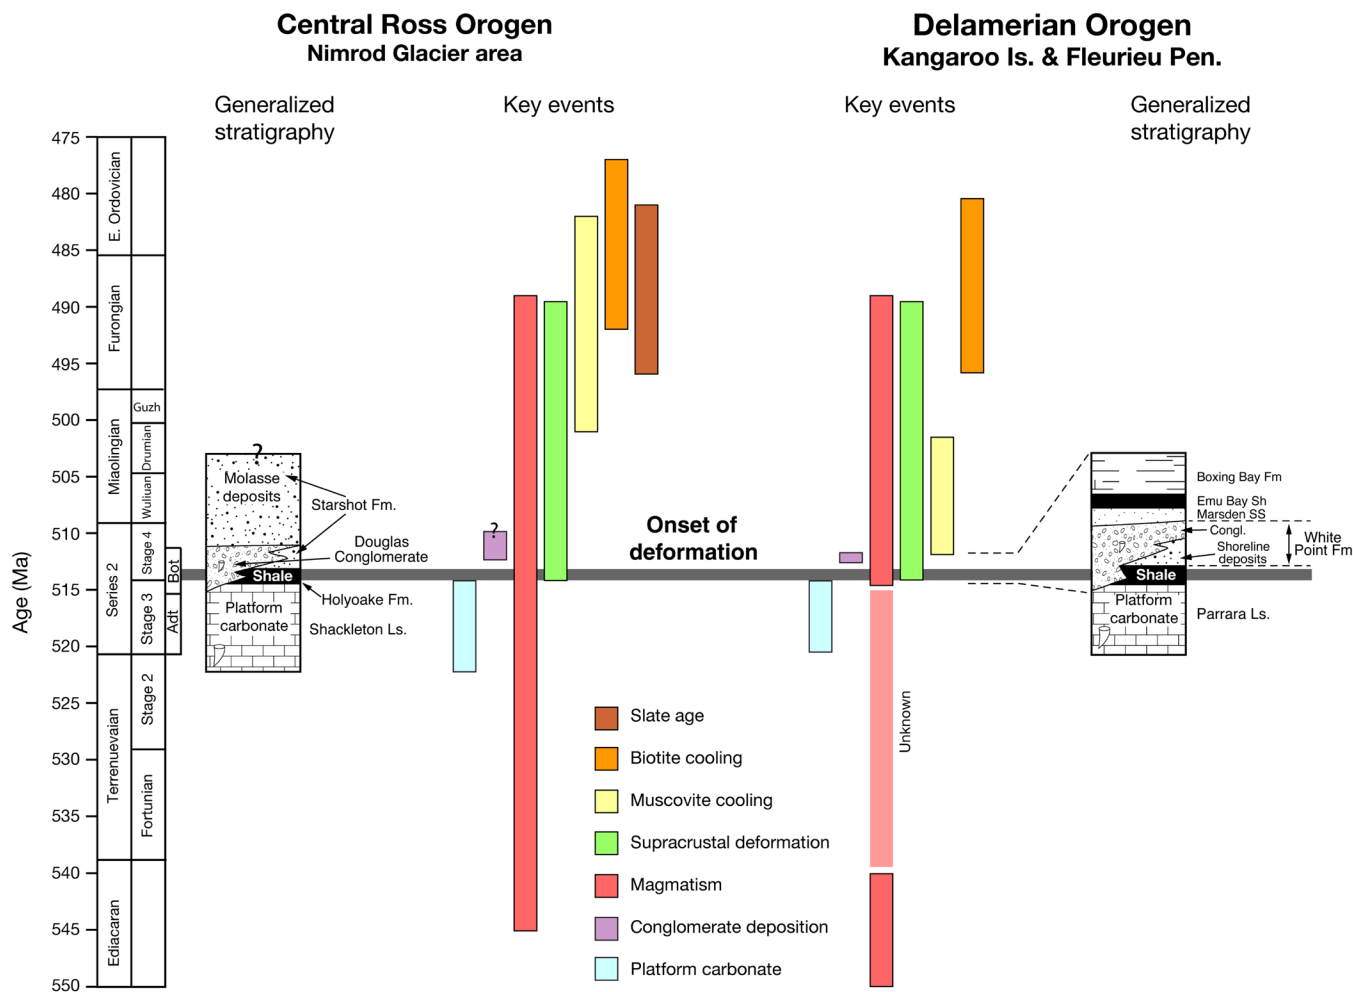 Central Ross Orogen
Nimrod Glacier area
Delamerian Orogen
Kangaroo Is. & Fleurieu Pen.
Generalized
stratigraphy
Key events
Key events
Generalized
stratigraphy
Age (Ma)
475
480
485
490
495
500
505
510
515
520
525
530
535
540
545
550
E. Ordovician
Furongian
Miaolingian
Series 2
Terrenuevaian
Ediacaran
Guzh
Drumian
Wuliuan
Stage 4
Stage 3
Stage 2
Fortunian
Bot
Adt
?
Molasse
deposits
Starshot Fm.
Douglas
Conglomerate
Shale
Holyoake Fm.
Platform
carbonate
Shackleton Ls.
?
Onset of
deformation
Unknown
Boxing Bay Fm
Emu Bay Sh
Marsden SS
Congl.
Shoreline
deposits
White
Point Fm
Shale
Platform
carbonate
Parrara Ls.
Slate age
Biotite cooling
Muscovite cooling
Supracrustal deformation
Magmatism
Conglomerate deposition
Platform carbonate